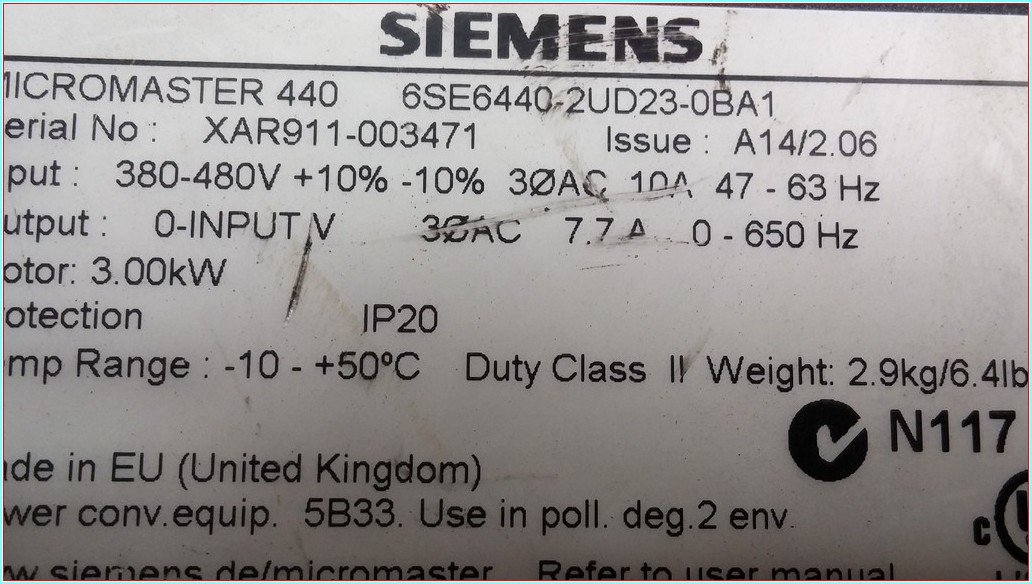 SIEMENS
MICROMASTER 440 6SE6440-2UD23-0BA1
erial No : XAR911-003471 Issue : A14/2.06
put : 380-480V +10% -10% 3ØAC 10A 47 - 63 Hz
utput : 0-INPUT V 3ØAC 7.7 A 0 - 650 Hz
otor: 3.00kW
otection IP20
mp Range : -10 - +50ºC Duty Class II Weight: 2.9kg/6.4lb
N117
de in EU (United Kingdom)
wer conv.equip. 5B33. Use in poll. deg.2 env.
c U
w.siemens.de/micromaster Refer to user manual